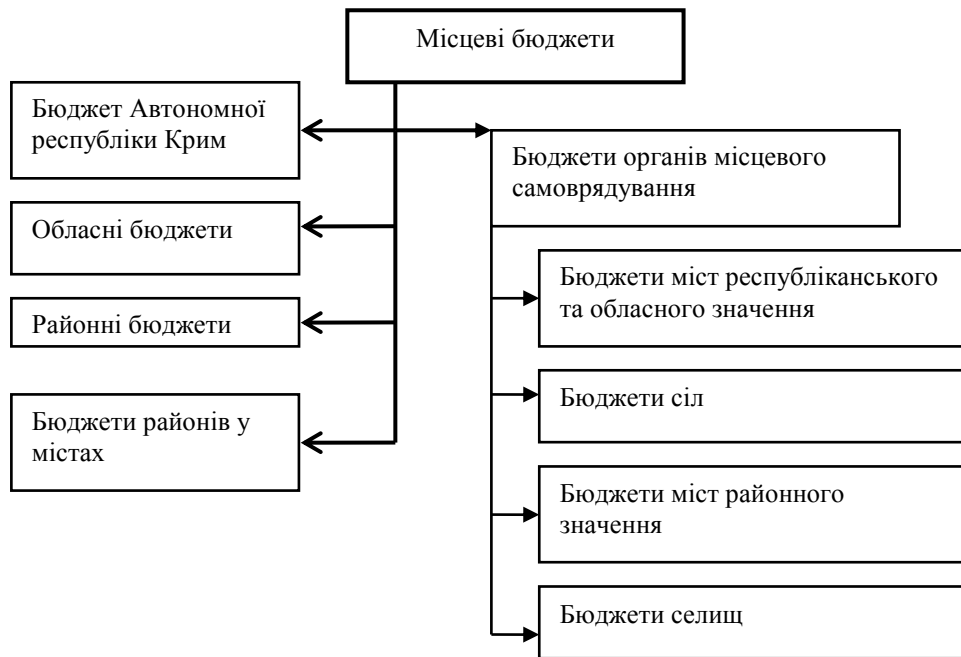 Місцеві бюджети
Бюджет Автономної
республіки Крим
Обласні бюджети
Районні бюджети
Бюджети районів у
містах
Бюджети органів місцевого
самоврядування
Бюджети міст республіканського
та обласного значення
Бюджети сіл
Бюджети міст районного
значення
Бюджети селищ